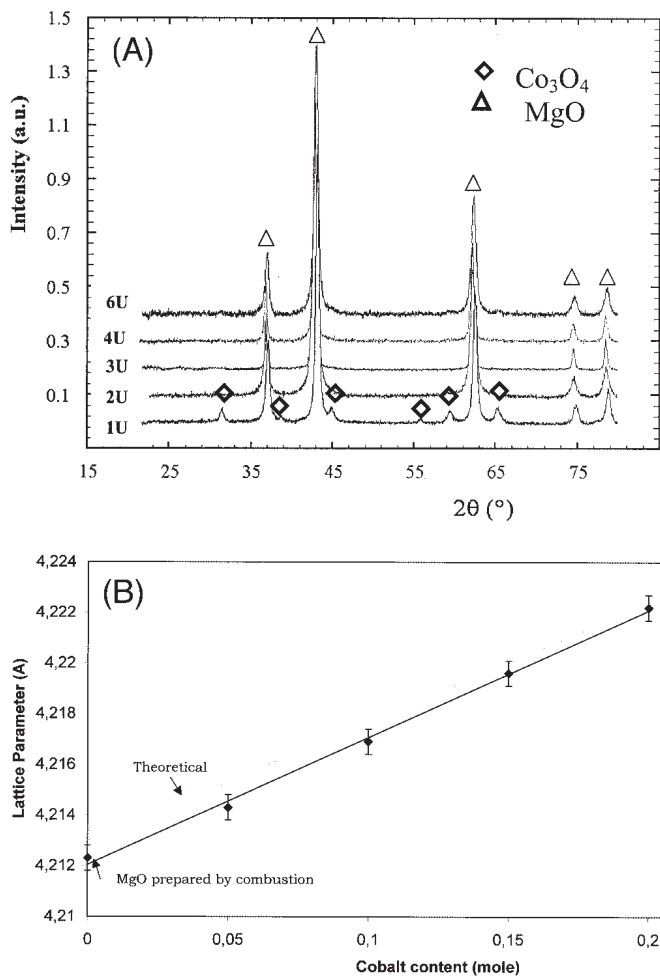 (A)
Co3O4
MgO
Intensity (a.u.)
1.5
1.3
1.1
0.9
0.7
0.5
0.3
0.1
6U
4U
3U
2U
1U
15 25 35 45 55 65 75
2θ (°)
(B)
Lattice Parameter (A)
4,224
4,222
4,22
4,218
4,216
4,214
4,212
4,21
Theoretical
MgO prepared by combustion
0 0,05 0,1 0,15 0,2
Cobalt content (mole)